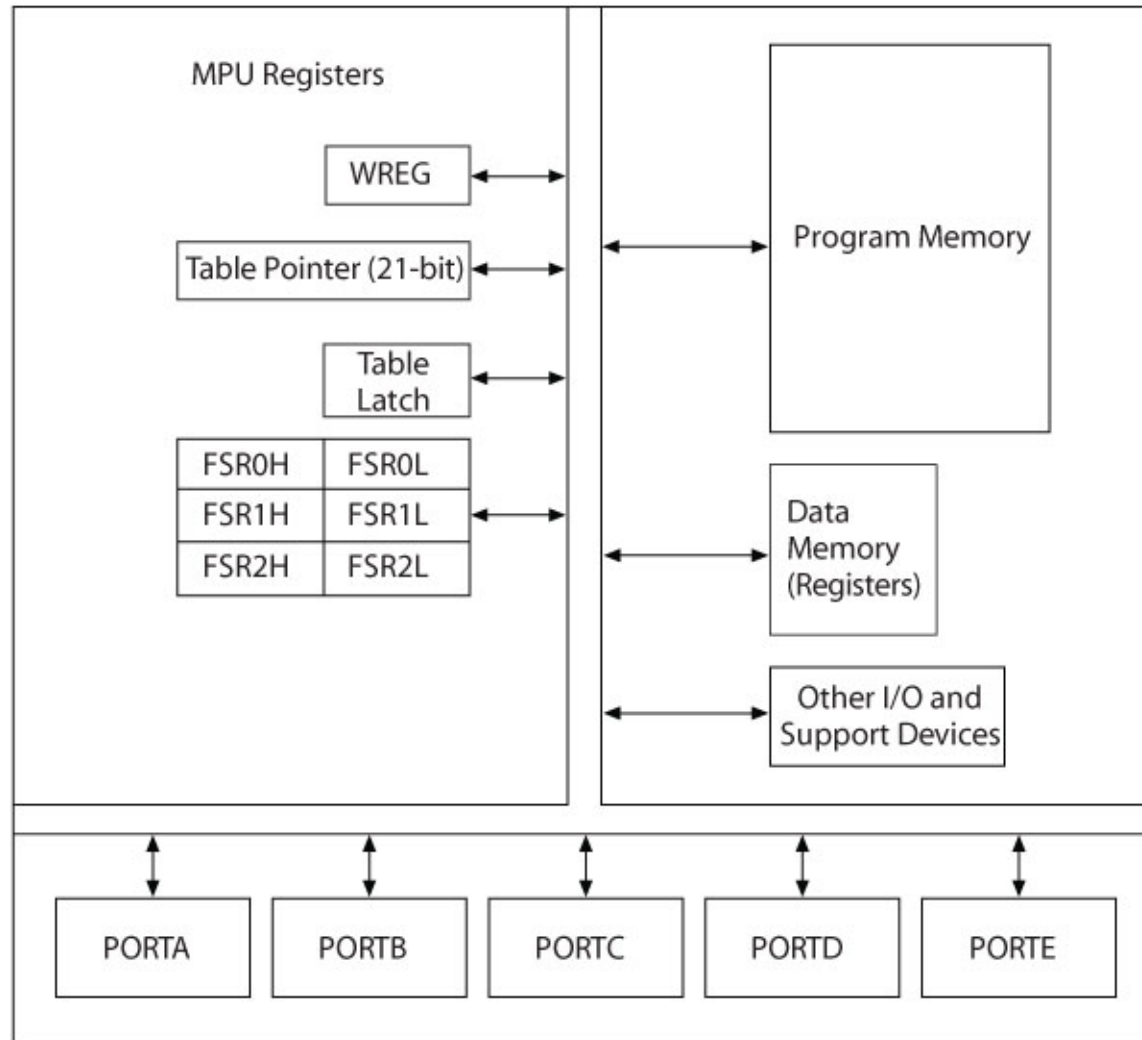 MPU Registers
WREG
Table Pointer (21-bit)
Table
Latch
FSR0H FSR0L
FSR1H FSR1L
FSR2H FSR2L
Program Memory
Data
Memory
(Registers)
Other I/O and
Support Devices
PORTA PORTB PORTC PORTD PORTE